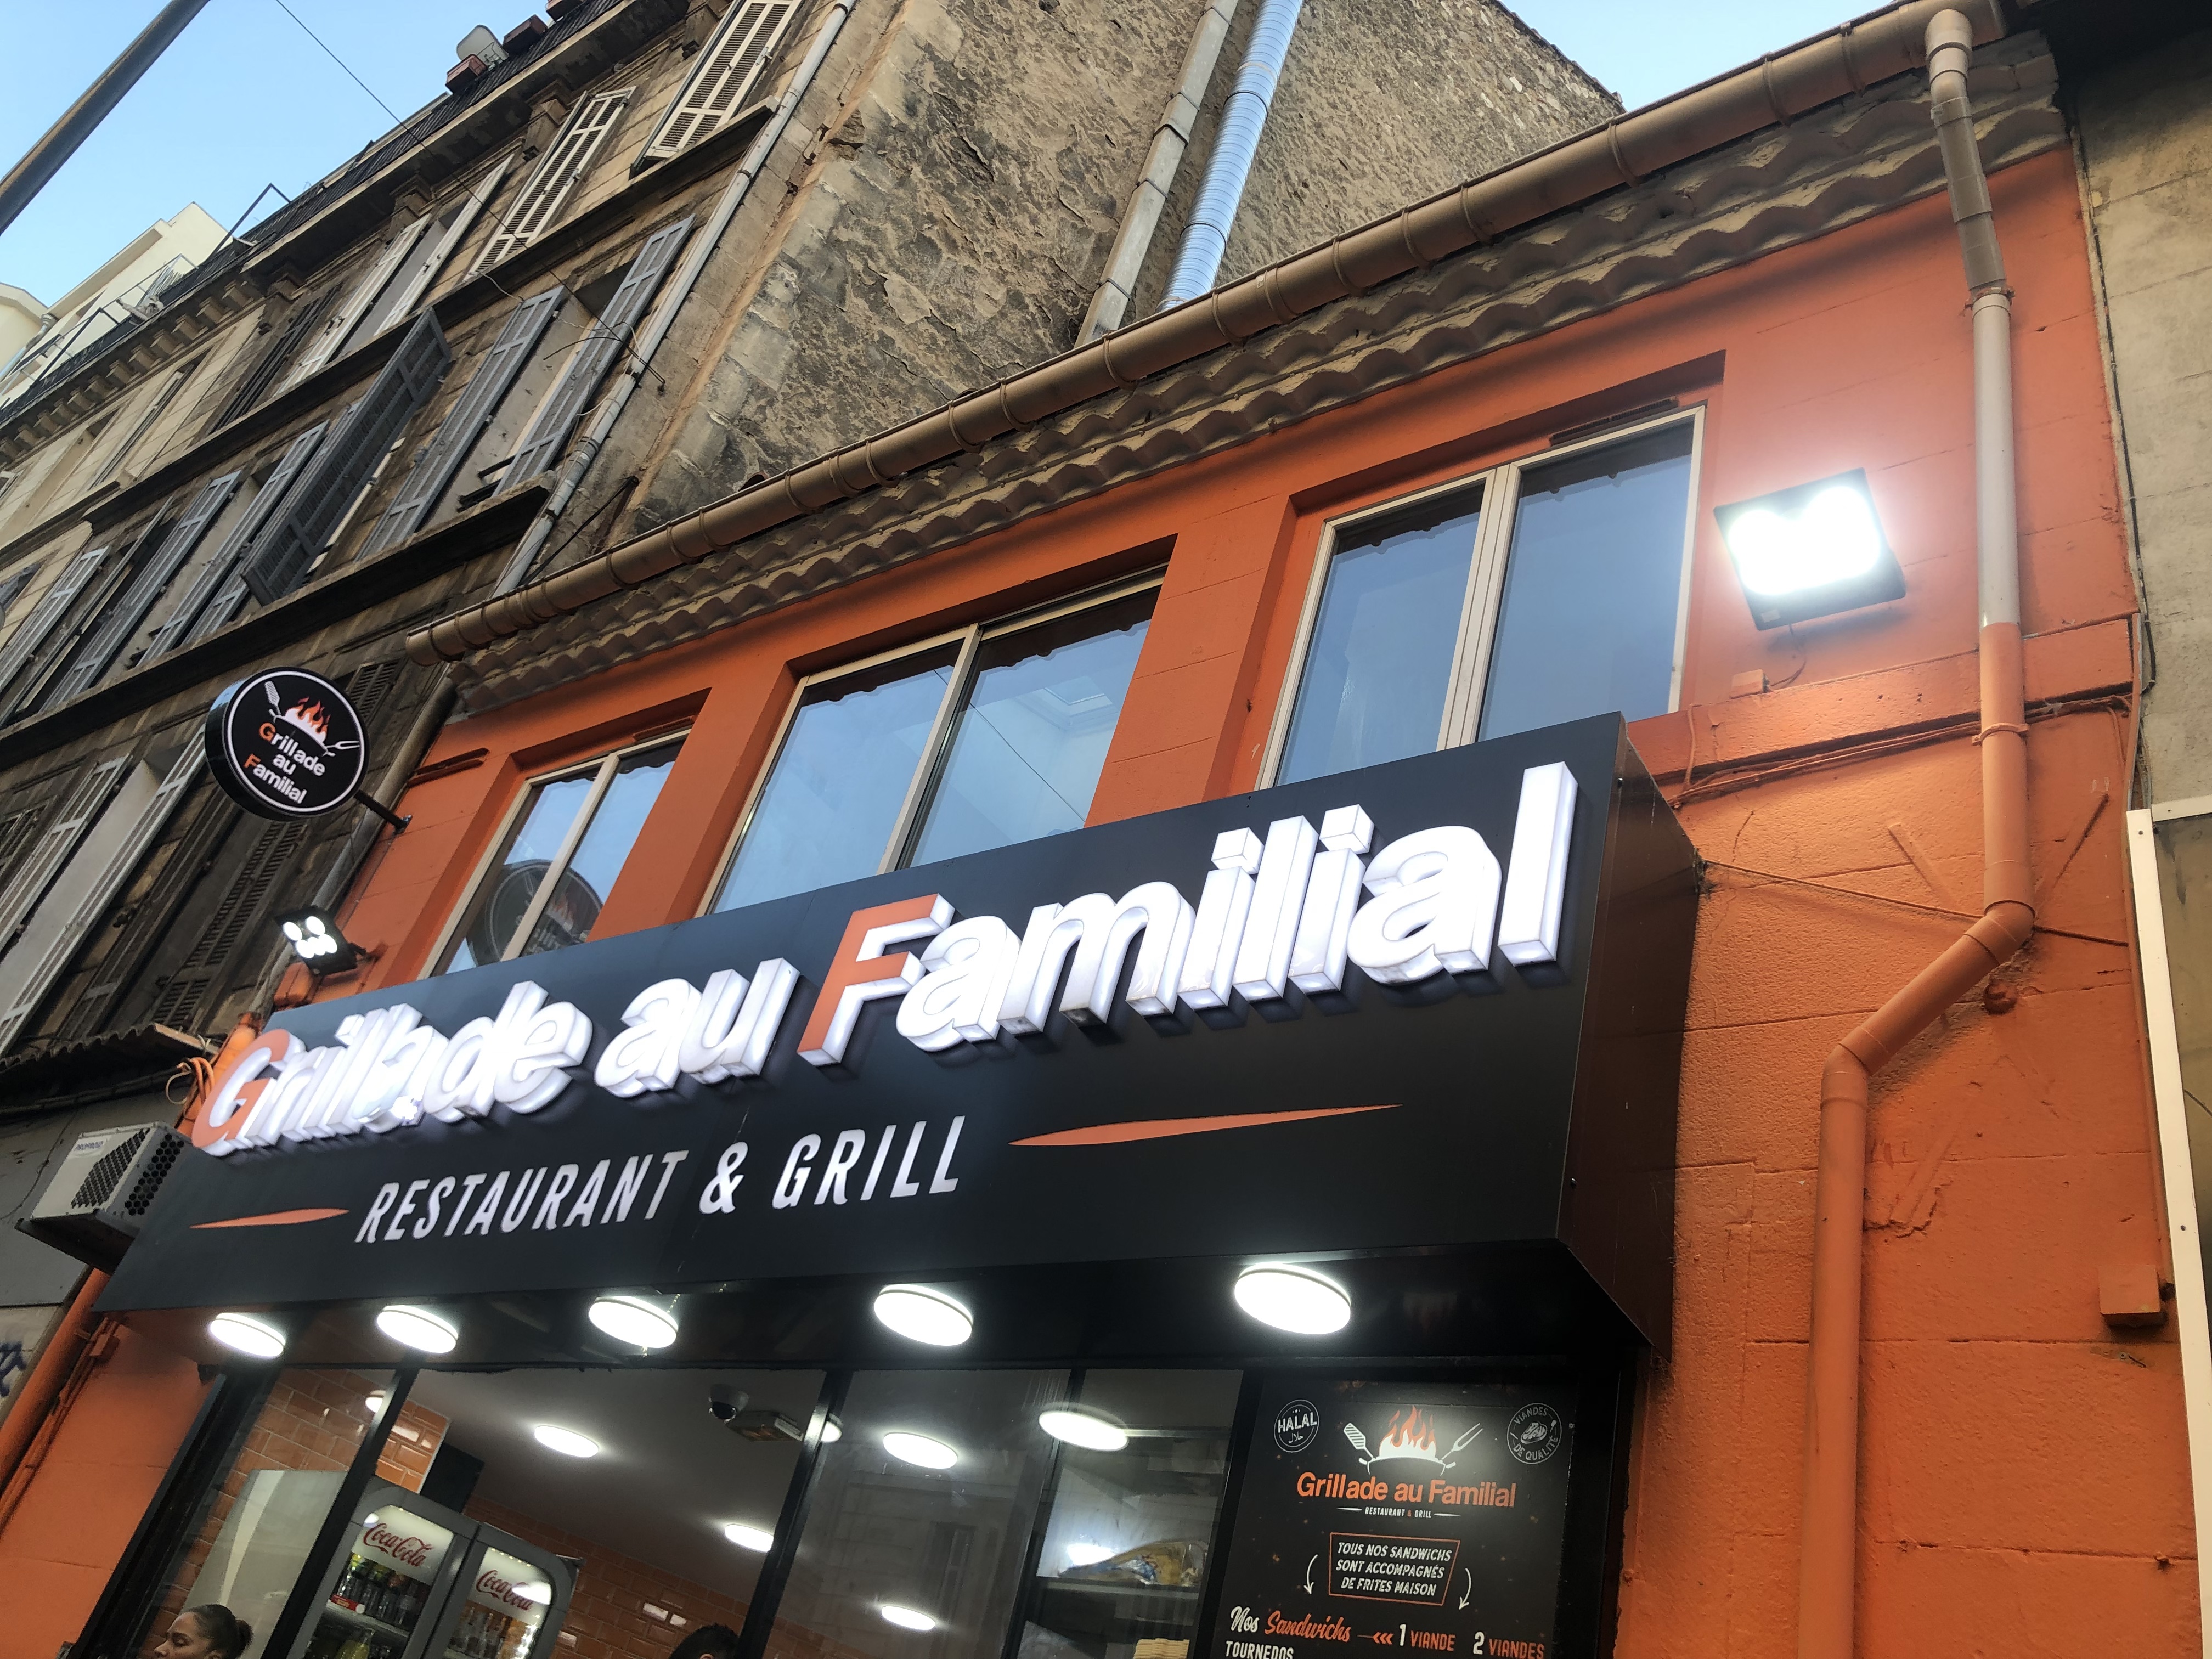 Grillade
au
Familial
Grillade au Familial
RESTAURANT & GRILL
Coca-Cola
Coca-Cola
HALAL
حلال
VIANDES
DE QUALITÉ
Grillade au Familial
RESTAURANT & GRILL
TOUS NOS SANDWICHS
SONT ACCOMPAGNÉS
DE FRITES MAISON
Nos Sandwichs 1 VIANDE 2 VIANDES
TOURNEDOS